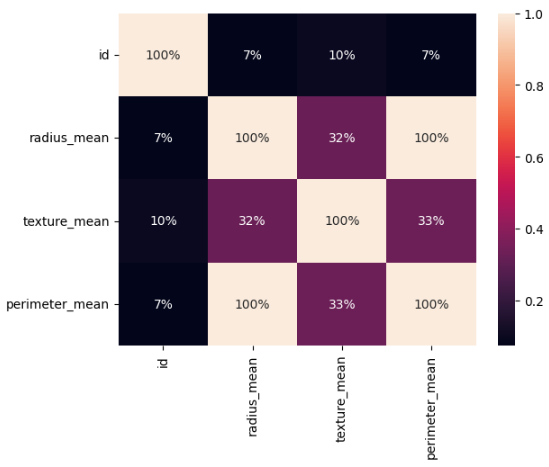 1.0
id 100% 7% 10% 7%
0.8
radius_mean 7% 100% 32% 100%
0.6
texture_mean 10% 32% 100% 33%
0.4
perimeter_mean 7% 100% 33% 100%
0.2
id radius_mean texture_mean perimeter_mean